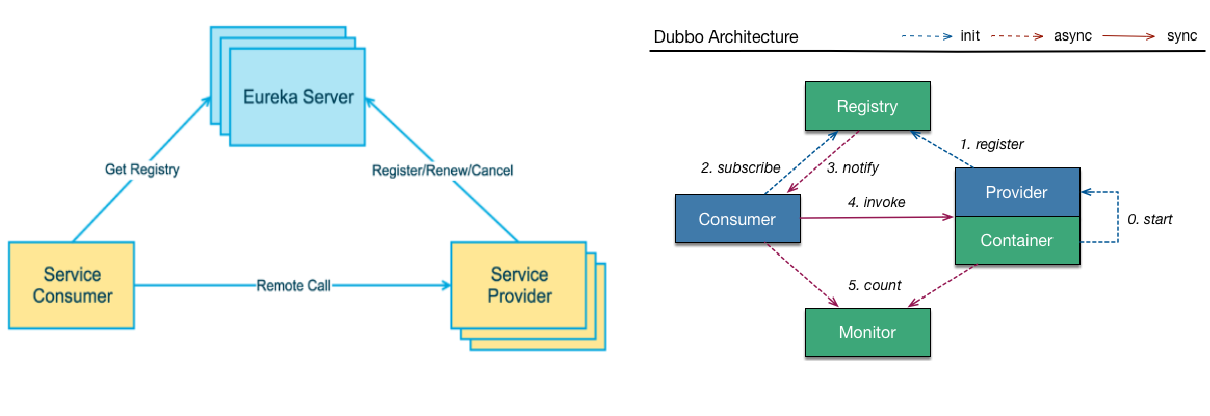 Eureka Server
Get Registry
Register/Renew/Cancel
Service
Consumer
Remote Call
Service
Provider
Dubbo Architecture
init
async
sync
Registry
1. register
2. subscribe
3. notify
Provider
Consumer
4. invoke
0. start
Container
5. count
Monitor